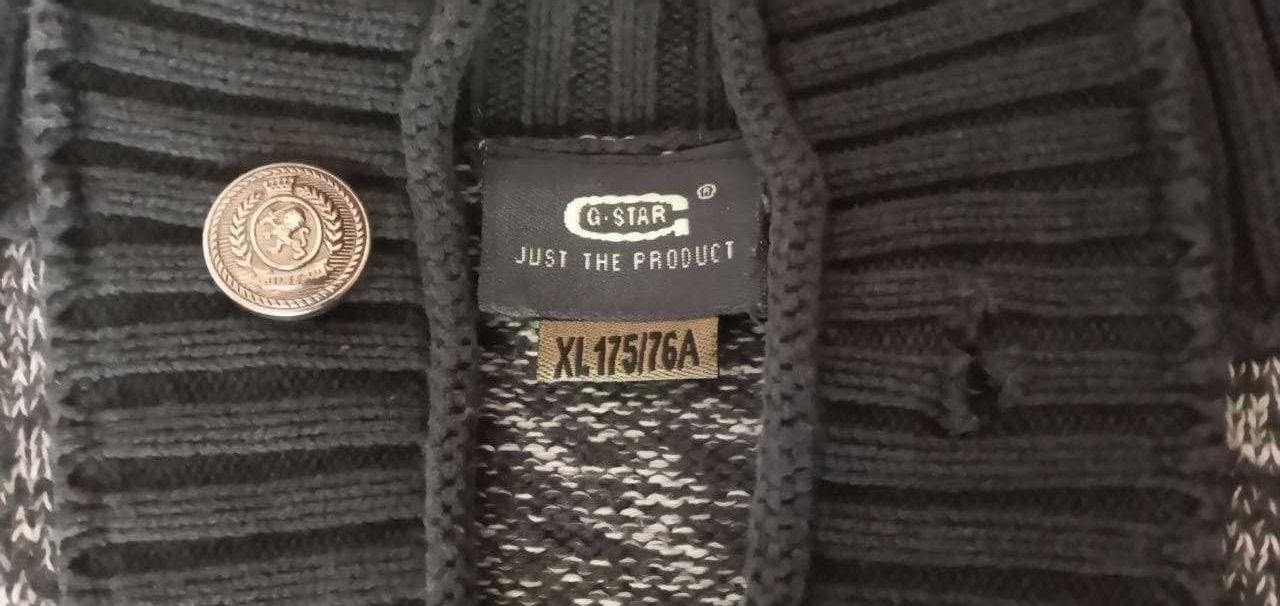 G-STAR®
JUST THE PRODUCT
XL 175/76A